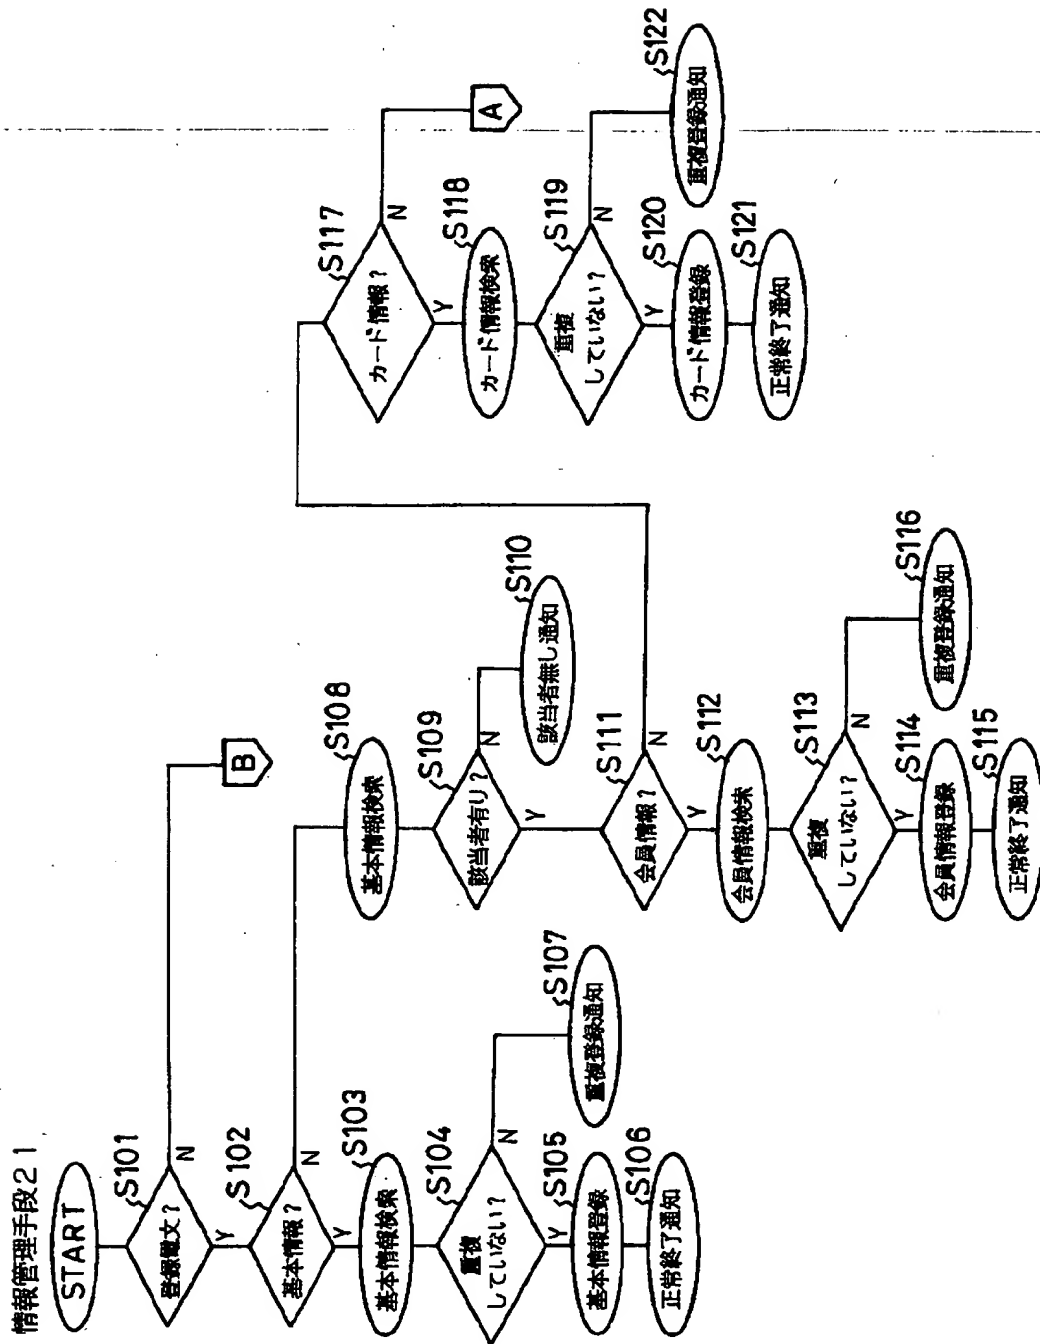 情報管理手段21
START
S101
登録電文?
N
B
Y
S102
基本情報?
N
Y
S103
基本情報検索
S104
重複
していない?
N
S107
重複登録通知
Y
S105
基本情報登録
S106
正常終了通知
S108
基本情報検索
S109
該当者有り?
N
S110
該当者無し通知
Y
S111
会員情報?
N
Y
S112
会員情報検索
S113
重複
していない?
N
S116
重複登録通知
Y
S114
会員情報登録
S115
正常終了通知
S117
カード情報?
N
A
Y
S118
カード情報検索
S119
重複
していない?
N
S122
重複登録通知
Y
S120
カード情報登録
S121
正常終了通知